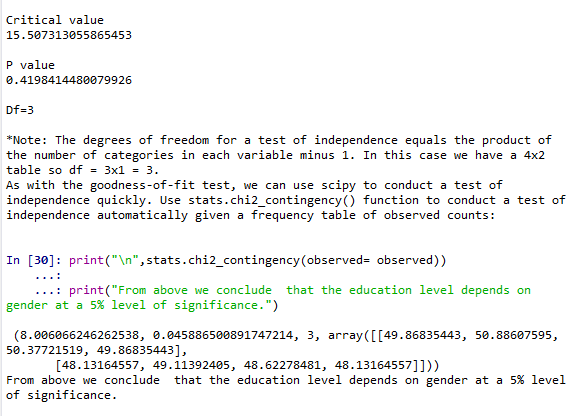 Critical value
15.507313055865453
P value
0.4198414480079926
Df=3
*Note: The degrees of freedom for a test of independence equals the product of
the number of categories in each variable minus 1. In this case we have a 4x2
table so df = 3x1 = 3.
As with the goodness-of-fit test, we can use scipy to conduct a test of
independence quickly. Use stats.chi2_contingency() function to conduct a test of
independence automatically given a frequency table of observed counts:
In [30]: print("\n",stats.chi2_contingency(observed= observed))
...:
...: print("From above we conclude  that the education level depends on
gender at a 5% level of significance.")
(8.006066246262538, 0.045886500891747214, 3, array([[49.86835443, 50.88607595,
50.37721519, 49.86835443],
[48.13164557, 49.11392405, 48.62278481, 48.13164557]]))
From above we conclude  that the education level depends on gender at a 5% level
of significance.